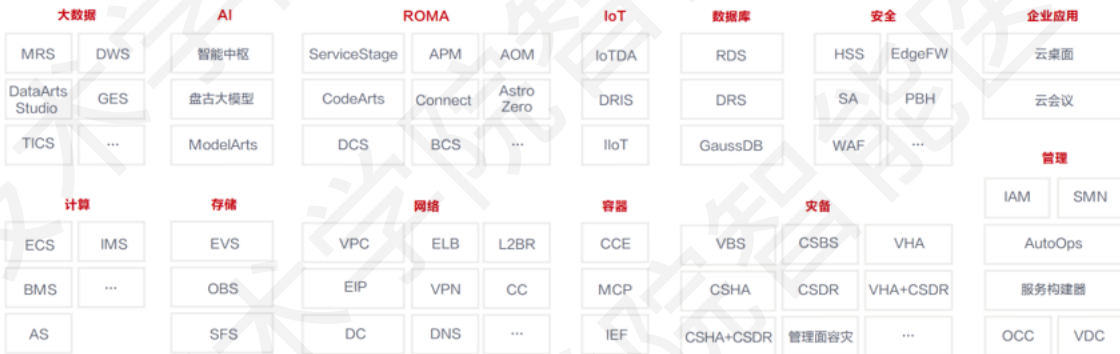 大数据 AI ROMA IoT 数据库 安全 企业应用
MRS DWS 智能中枢 ServiceStage APM AOM IoTDA RDS HSS EdgeFW 云桌面
DataArts Studio GES 盘古大模型 CodeArts Connect Astro Zero DRIS DRS SA PBH 云会议
TICS … ModelArts DCS BCS … IIoT GaussDB WAF …
管理
IAM SMN
计算 存储 网络 容器 灾备
ECS IMS EVS VPC ELB L2BR CCE VBS CSBS VHA AutoOps
BMS … OBS EIP VPN CC MCP CSHA CSDR VHA+CSDR 服务构建器
AS SFS DC DNS … IEF CSHA+CSDR 管理面容灾 … OCC VDC